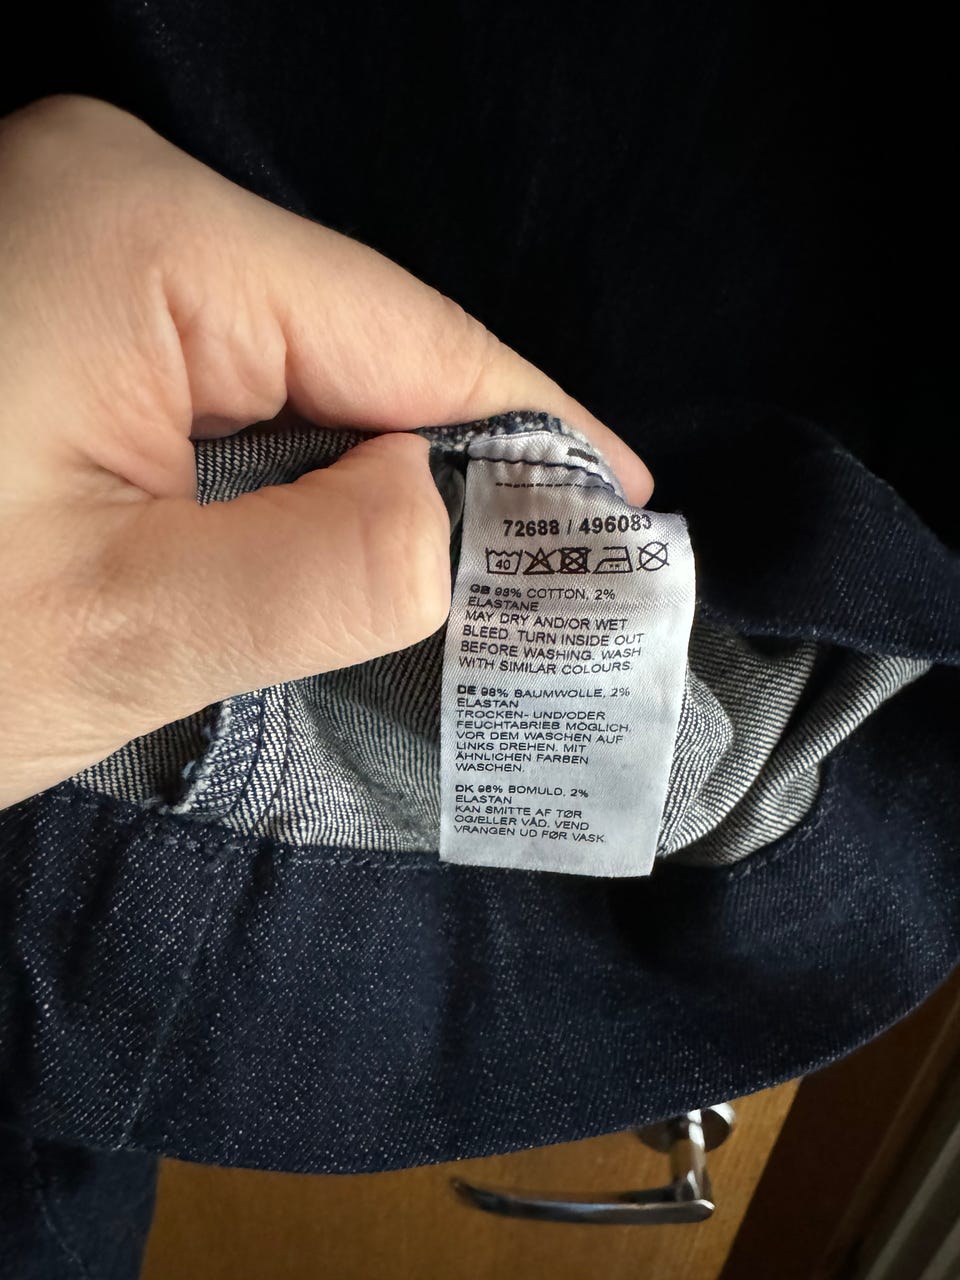 72688 / 496083
40
GB 98% COTTON, 2%
ELASTANE
MAY DRY AND/OR WET
BLEED. TURN INSIDE OUT
BEFORE WASHING. WASH
WITH SIMILAR COLOURS.
DE 98% BAUMWOLLE, 2%
ELASTAN
TROCKEN- UND/ODER
FEUCHTABRIEB MÖGLICH.
VOR DEM WASCHEN AUF
LINKS DREHEN. MIT
ÄHNLICHEN FARBEN
WASCHEN.
DK 98% BOMULD, 2%
ELASTAN
KAN SMITTE AF TØR
OG/ELLER VÅD. VEND
VRANGEN UD FØR VASK.